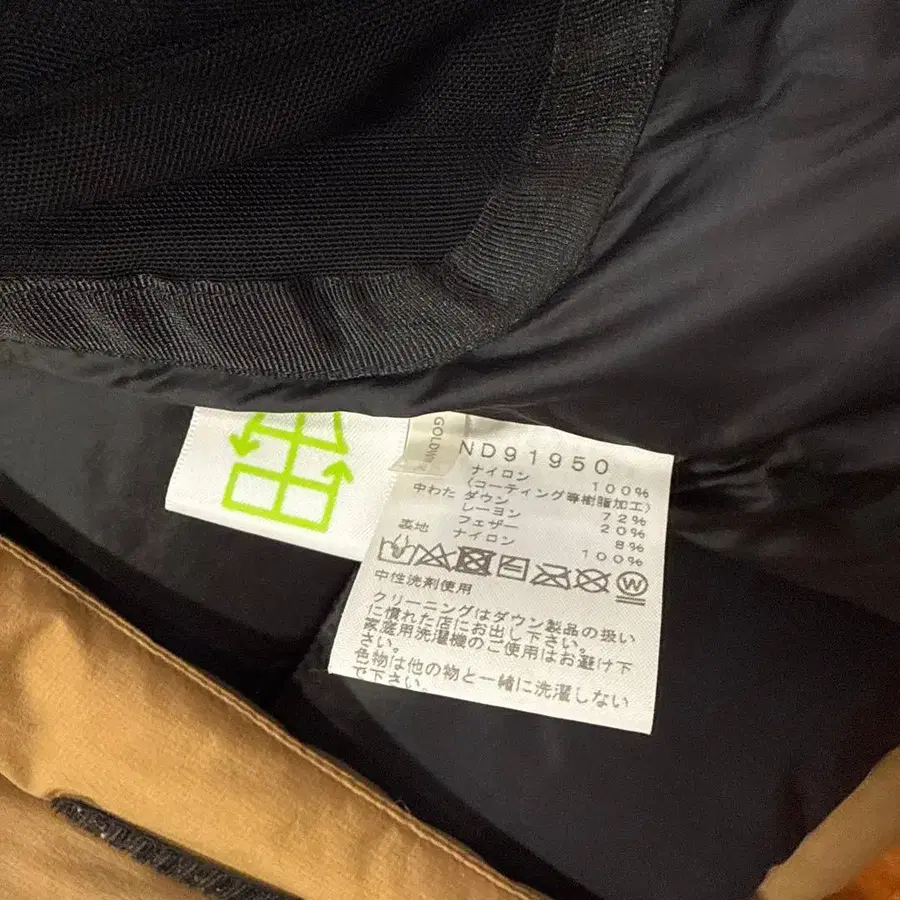 GOLDWIN
ND91950
ナイロン 100%
(コーティング等樹脂加工)
中わた ダウン 72%
レーヨン 20%
フェザー 8%
裏地 ナイロン 100%
W
中性洗剤使用
クリーニングはダウン製品の扱い
に慣れた店にお出し下さい。
家庭用洗濯機のご使用はお避け下
さい。
色物は他の物と一緒に洗濯しない
で下さい。